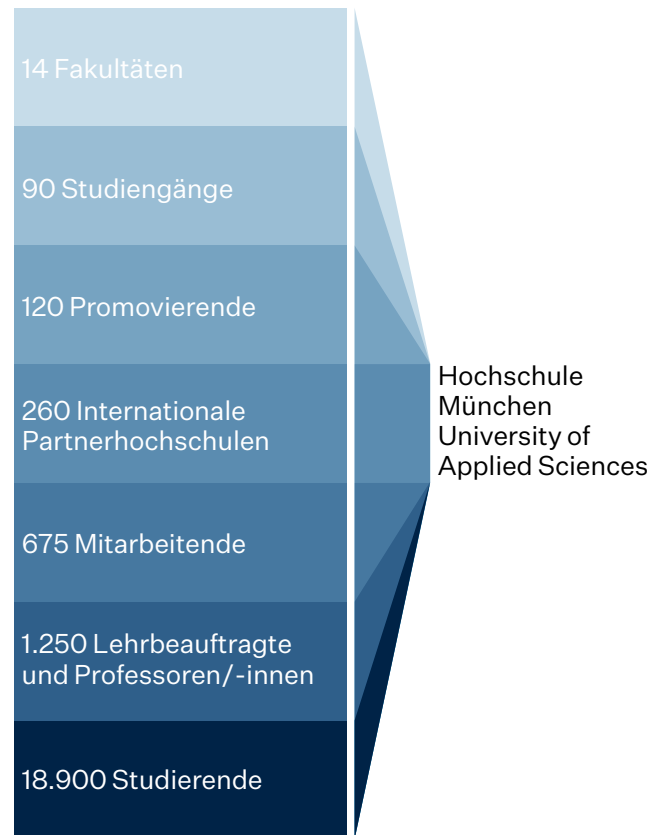 14 Fakultäten
90 Studiengänge
120 Promovierende
260 Internationale
Partnerhochschulen
675 Mitarbeitende
1.250 Lehrbeauftragte
und Professoren/-innen
18.900 Studierende
Hochschule
München
University of
Applied Sciences